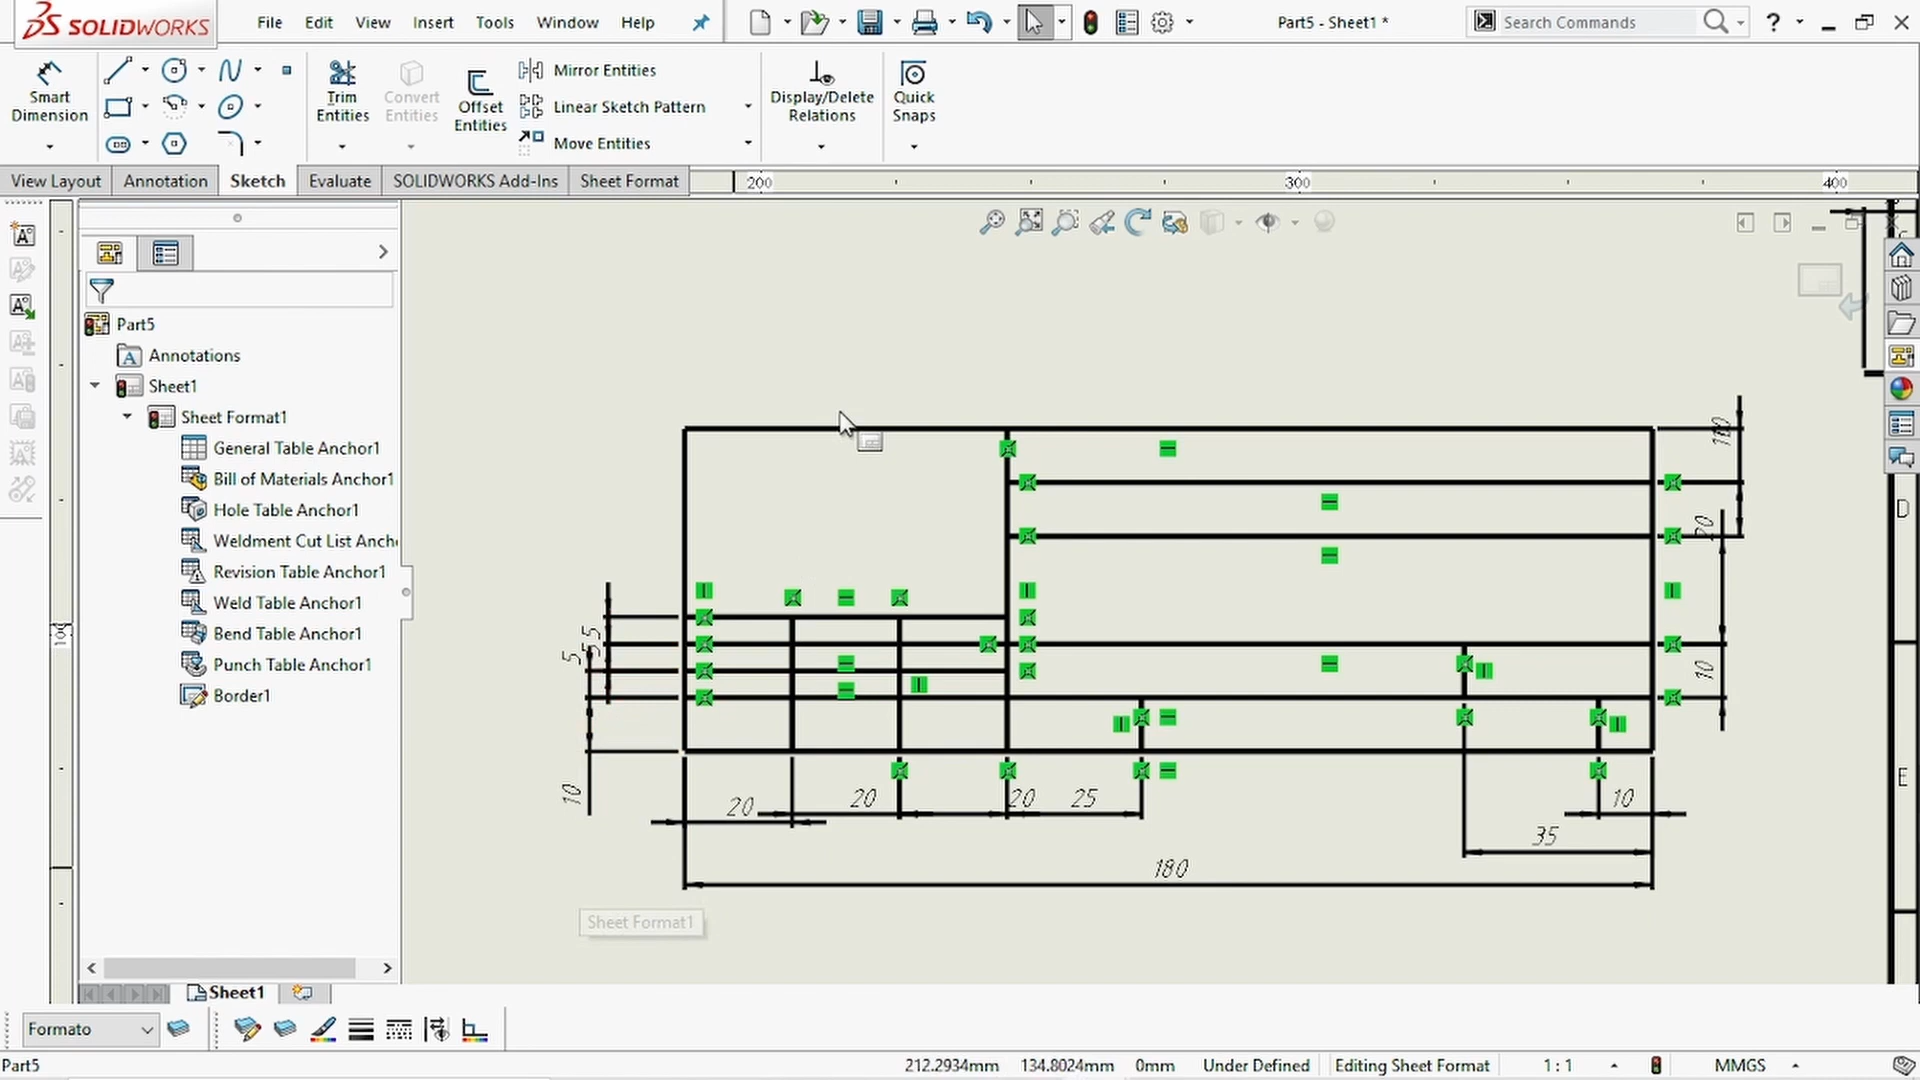 SOLIDWORKS
File Edit View Insert Tools Window Help
Part5 - Sheet1 *
Search Commands
?
Smart Dimension
Trim Entities
Convert Entities
Offset Entities
Mirror Entities
Linear Sketch Pattern
Move Entities
Display/Delete Relations
Quick Snaps
View Layout Annotation Sketch Evaluate SOLIDWORKS Add-Ins Sheet Format
200 300 400
Part5
Annotations
Sheet1
Sheet Format1
General Table Anchor1
Bill of Materials Anchor1
Hole Table Anchor1
Weldment Cut List Anch
Revision Table Anchor1
Weld Table Anchor1
Bend Table Anchor1
Punch Table Anchor1
Border1
100
10
20
10
5
5 5
10
20 20 20 25 10
35
180
D
E
Sheet Format1
Sheet1
Formato
Part5
212.2934mm 134.8024mm 0mm Under Defined Editing Sheet Format 1 : 1 MMGS